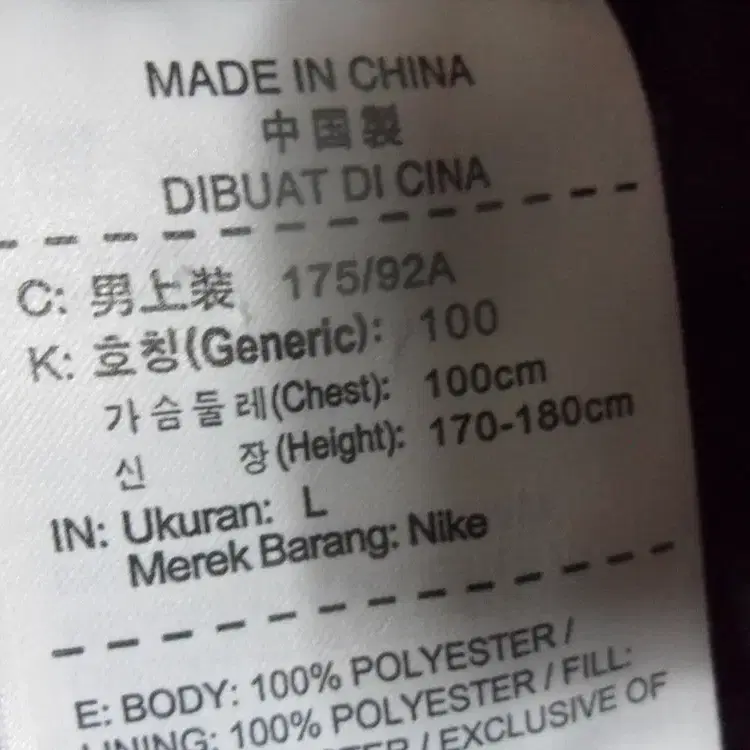 MADE IN CHINA
中国製
DIBUAT DI CINA
C: 男上装 175/92A
K: 호칭(Generic): 100
가슴둘레(Chest): 100cm
신 장(Height): 170-180cm
IN: Ukuran: L
Merek Barang: Nike
E: BODY: 100% POLYESTER /
LINING: 100% POLYESTER / FILL:
/ EXCLUSIVE OF